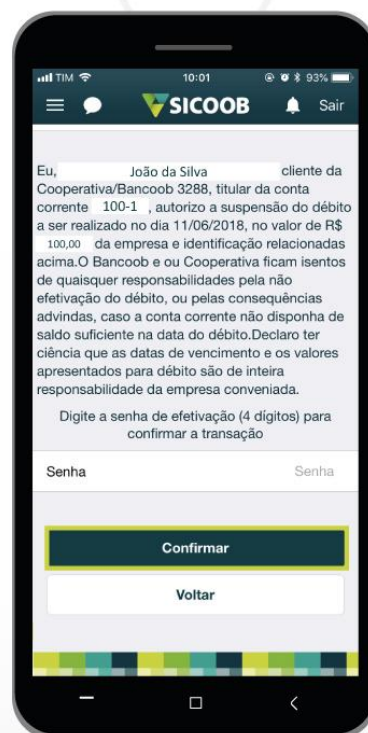 TIM 10:01 93%
SICOOB Sair
Eu, João da Silva cliente da
Cooperativa/Bancoob 3288, titular da conta
corrente 100-1 , autorizo a suspensão do débito
a ser realizado no dia 11/06/2018, no valor de R$
100,00 da empresa e identificação relacionadas
acima.O Bancoob e ou Cooperativa ficam isentos
de quaisquer responsabilidades pela não
efetivação do débito, ou pelas consequências
advindas, caso a conta corrente não disponha de
saldo suficiente na data do débito.Declaro ter
ciência que as datas de vencimento e os valores
apresentados para débito são de inteira
responsabilidade da empresa conveniada.
Digite a senha de efetivação (4 dígitos) para
confirmar a transação
Senha Senha
Confirmar
Voltar